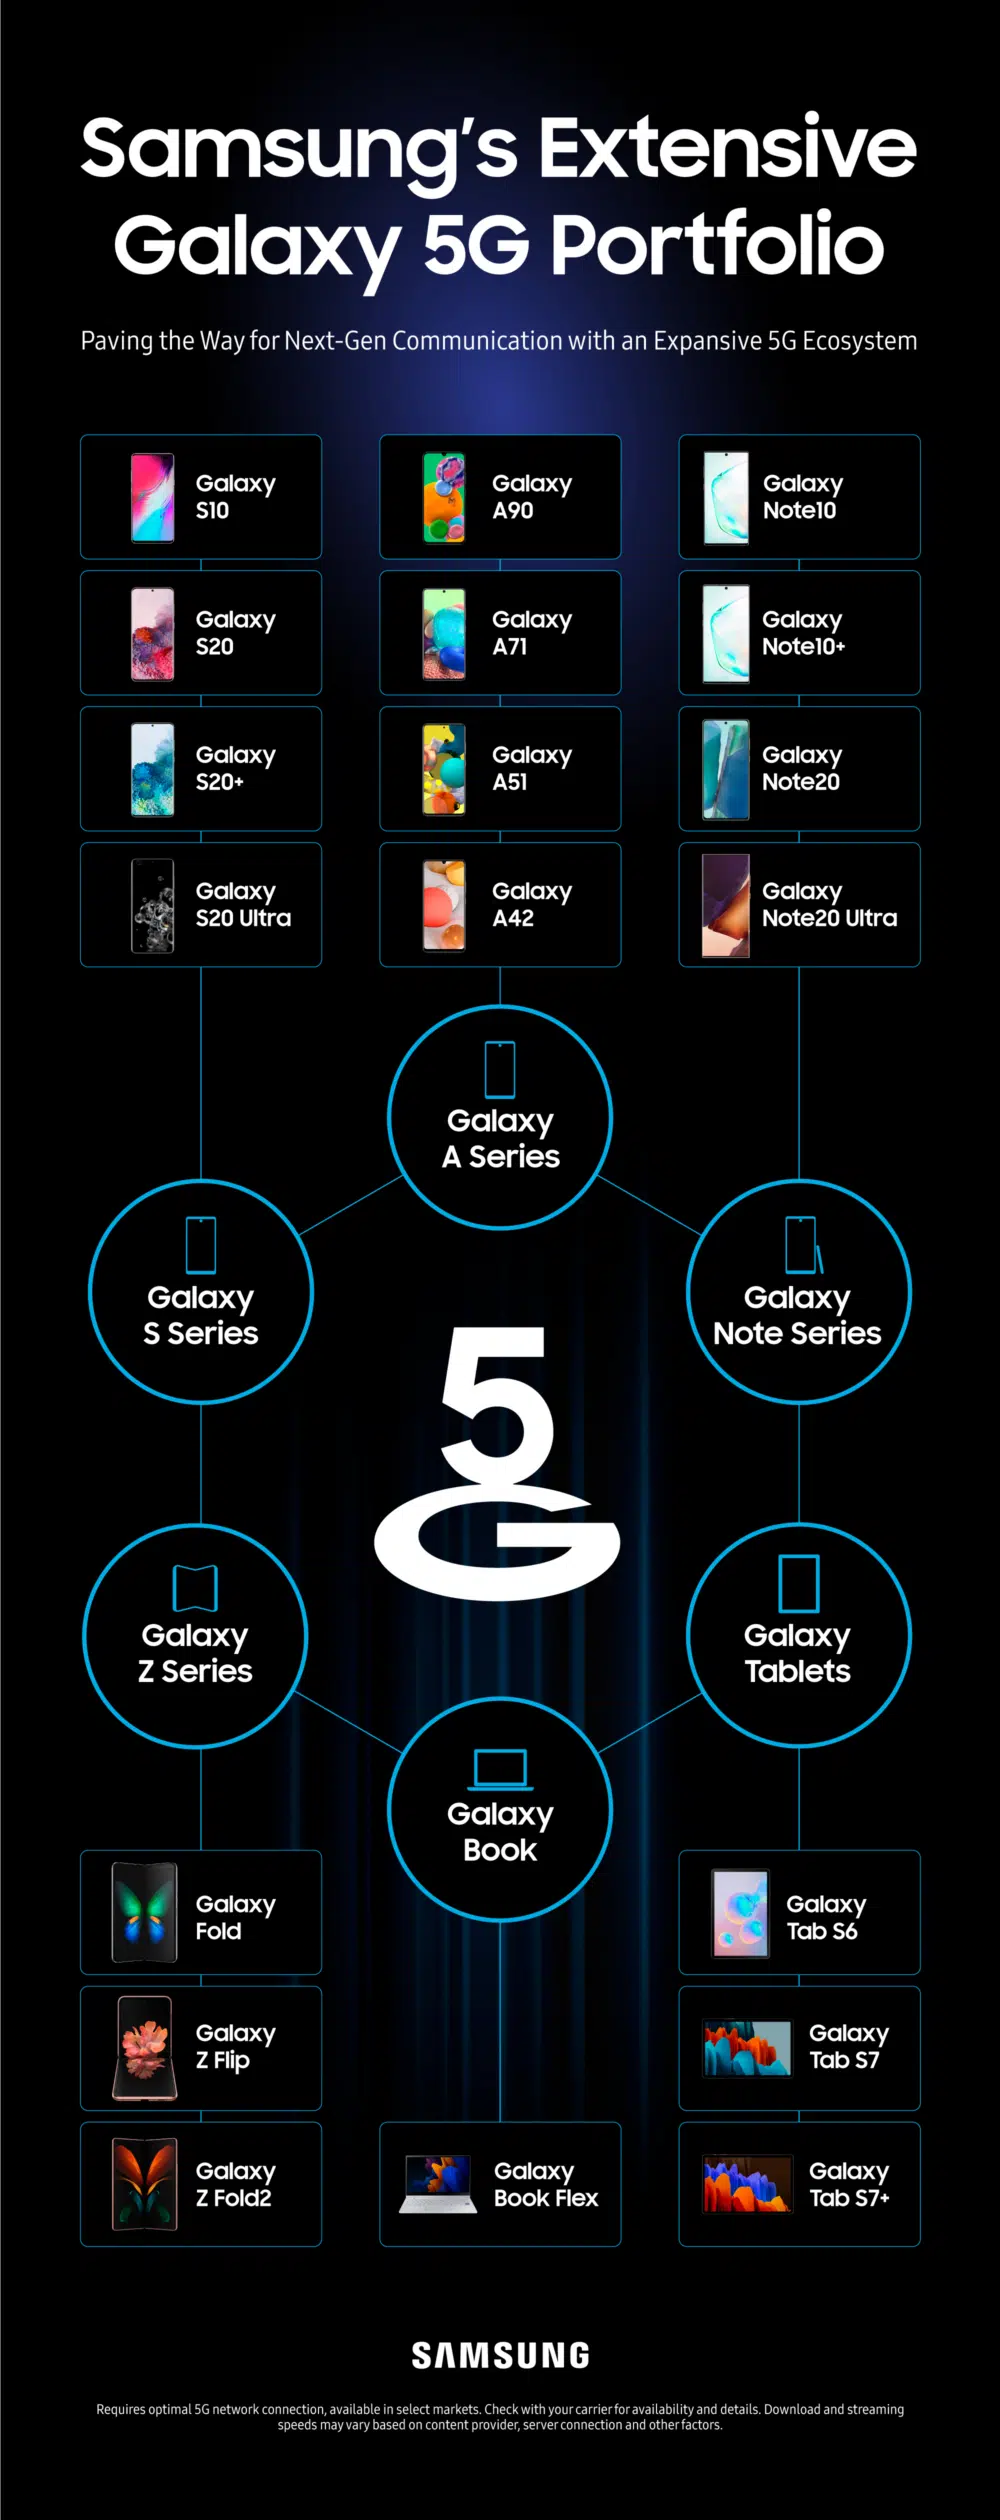 Samsung's Extensive
Galaxy 5G Portfolio
Paving the Way for Next-Gen Communication with an Expansive 5G Ecosystem
Galaxy
S10
Galaxy
A90
Galaxy
Note10
Galaxy
S20
Galaxy
A71
Galaxy
Note10+
Galaxy
S20+
Galaxy
A51
Galaxy
Note20
Galaxy
S20 Ultra
Galaxy
A42
Galaxy
Note20 Ultra
Galaxy
A Series
Galaxy
S Series
Galaxy
Note Series
5
G
Galaxy
Z Series
Galaxy
Tablets
Galaxy
Book
Galaxy
Fold
Galaxy
Tab S6
Galaxy
Z Flip
Galaxy
Tab S7
Galaxy
Z Fold2
Galaxy
Book Flex
Galaxy
Tab S7+
SAMSUNG
Requires optimal 5G network connection, available in select markets. Check with your carrier for availability and details. Download and streaming
speeds may vary based on content provider, server connection and other factors.